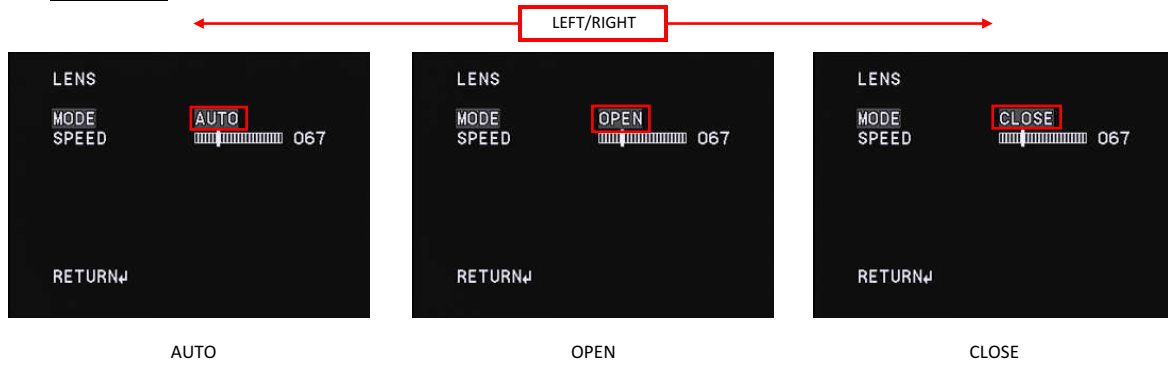 LEFT/RIGHT
LENS
MODE AUTO
SPEED 067
RETURN↵
AUTO
LENS
MODE OPEN
SPEED 067
RETURN↵
OPEN
LENS
MODE CLOSE
SPEED 067
RETURN↵
CLOSE